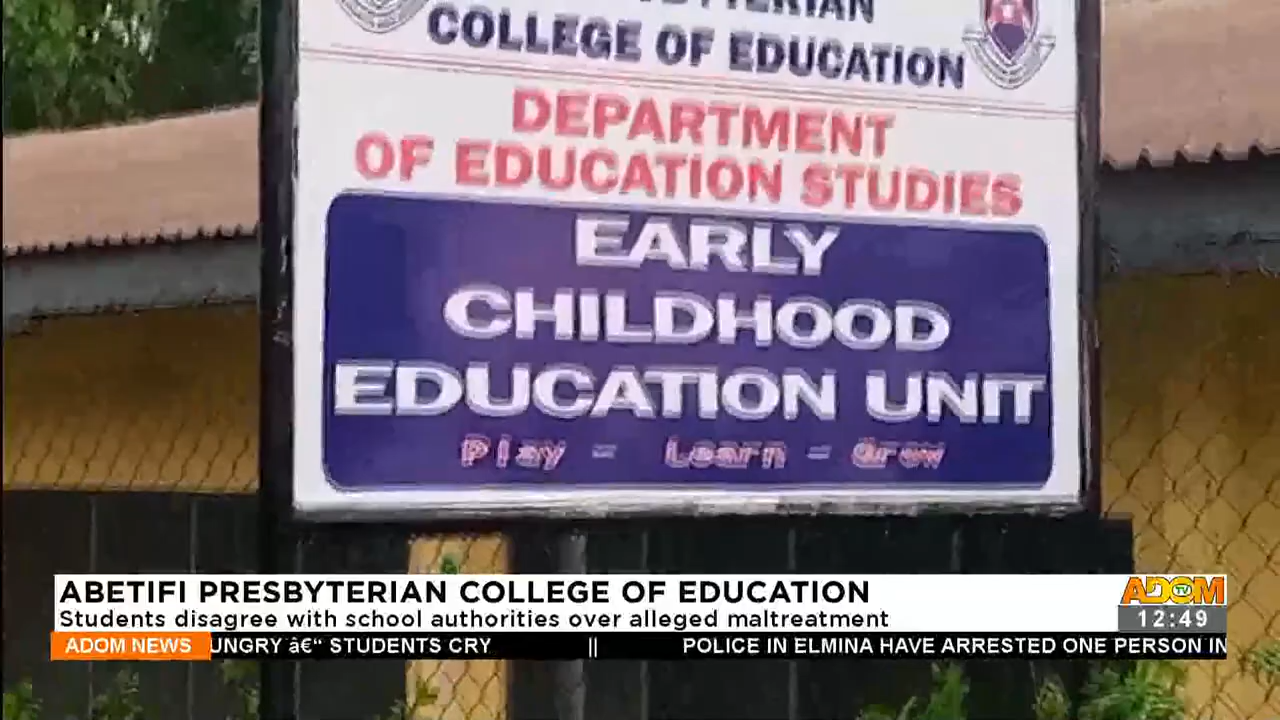 COLLEGE OF EDUCATION
DEPARTMENT
OF EDUCATION STUDIES
EARLY
CHILDHOOD
EDUCATION UNIT
Play - Learn - Grow
ABETIFI PRESBYTERIAN COLLEGE OF EDUCATION
Students disagree with school authorities over alleged maltreatment
ADOM TV
12:49
ADOM NEWS
UNGRY â€“ STUDENTS CRY || POLICE IN ELMINA HAVE ARRESTED ONE PERSON IN